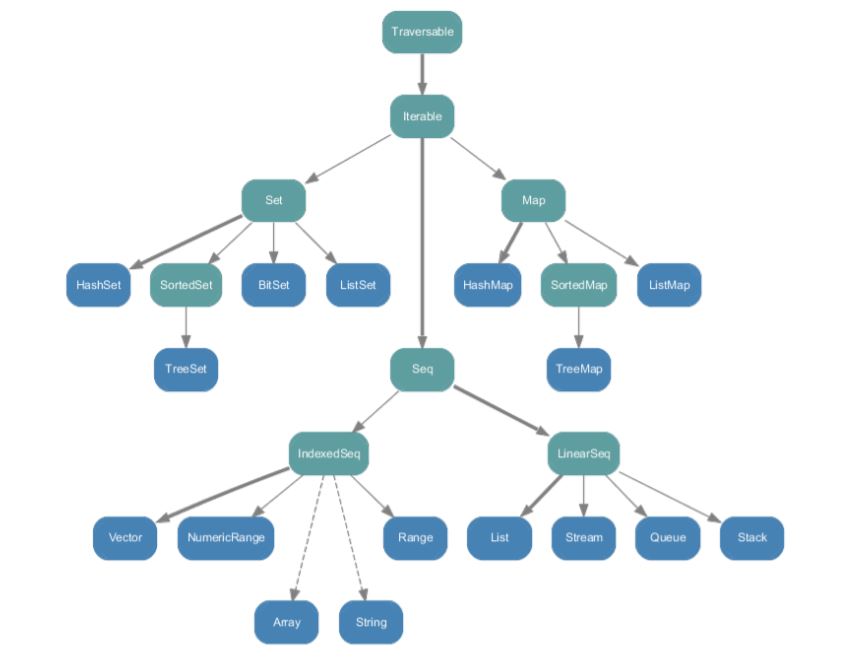 Traversable
Iterable
Set
Map
HashSet
SortedSet
BitSet
ListSet
HashMap
SortedMap
ListMap
TreeSet
Seq
TreeMap
IndexedSeq
LinearSeq
Vector
NumericRange
Range
List
Stream
Queue
Stack
Array
String